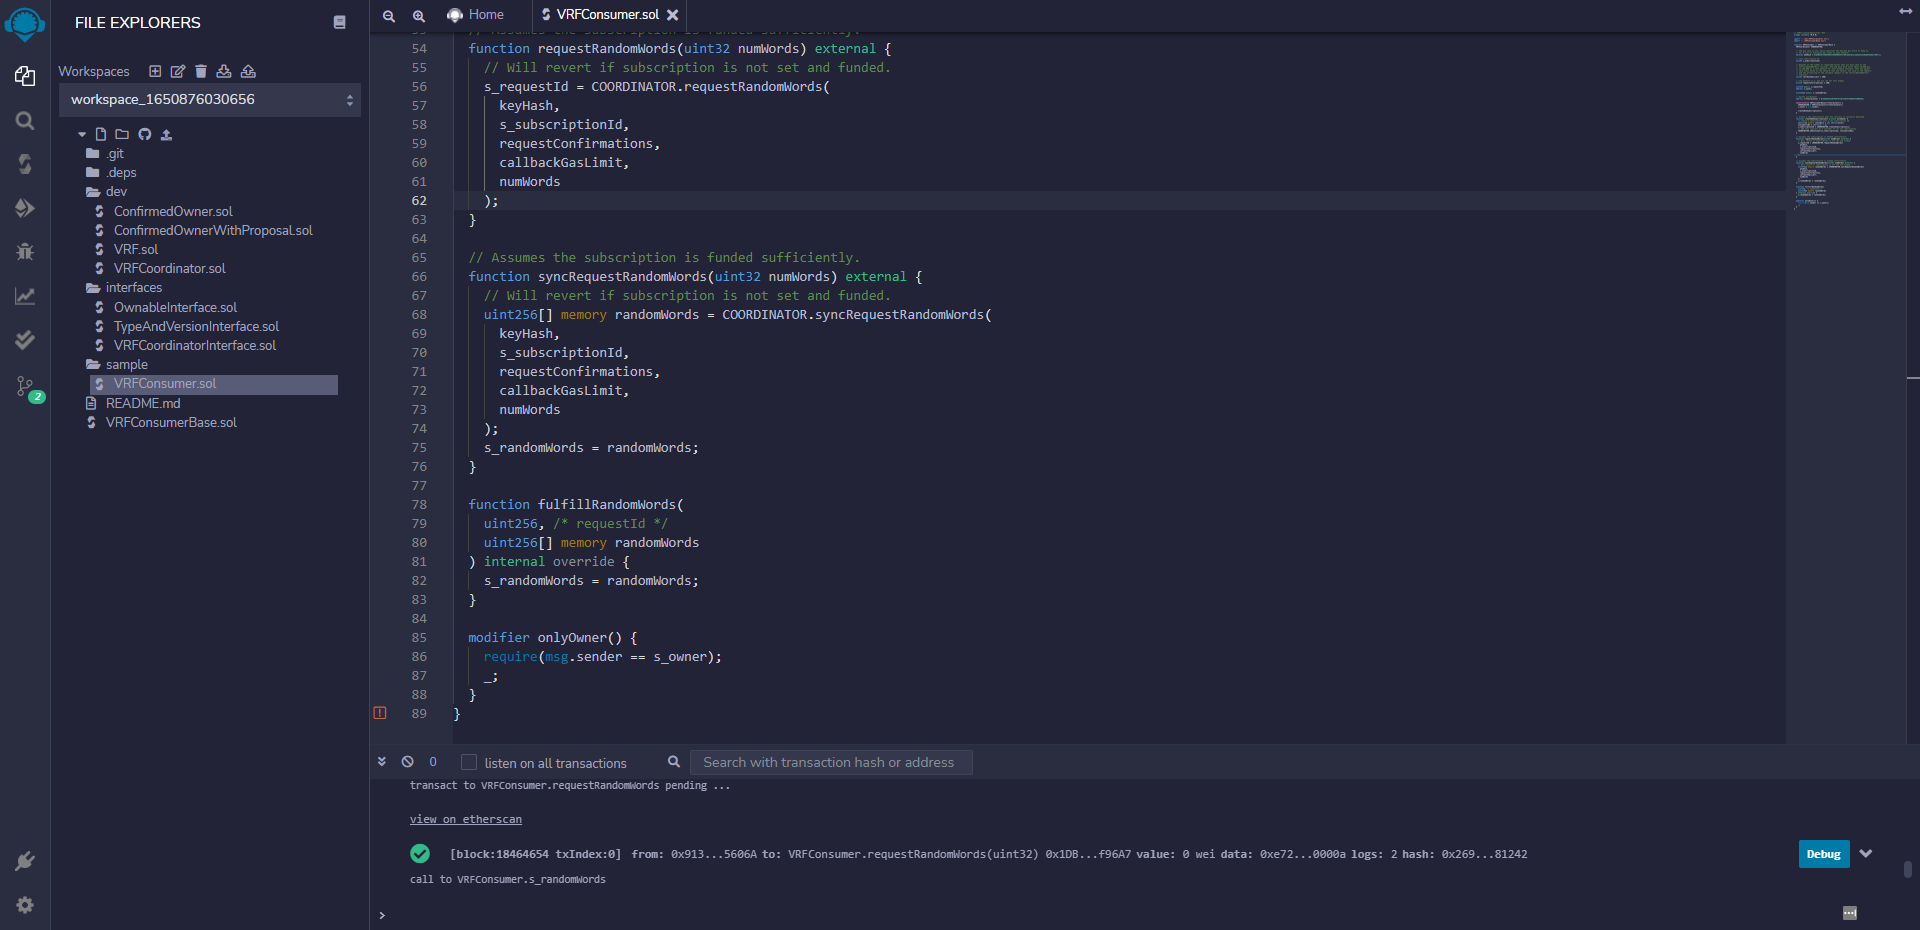 FILE EXPLORERS
Workspaces
workspace_1650876030656
.git
.deps
dev
ConfirmedOwner.sol
ConfirmedOwnerWithProposal.sol
VRF.sol
VRFCoordinator.sol
interfaces
OwnableInterface.sol
TypeAndVersionInterface.sol
VRFCoordinatorInterface.sol
sample
VRFConsumer.sol
README.md
VRFConsumerBase.sol
2
Home
VRFConsumer.sol
// Assumes the subscription is funded sufficiently.
54 function requestRandomWords(uint32 numWords) external {
55 // Will revert if subscription is not set and funded.
56 s_requestId = COORDINATOR.requestRandomWords(
57 keyHash,
58 s_subscriptionId,
59 requestConfirmations,
60 callbackGasLimit,
61 numWords
62 );
63 }
64
65 // Assumes the subscription is funded sufficiently.
66 function syncRequestRandomWords(uint32 numWords) external {
67 // Will revert if subscription is not set and funded.
68 uint256[] memory randomWords = COORDINATOR.syncRequestRandomWords(
69 keyHash,
70 s_subscriptionId,
71 requestConfirmations,
72 callbackGasLimit,
73 numWords
74 );
75 s_randomWords = randomWords;
76 }
77
78 function fulfillRandomWords(
79 uint256, /* requestId */
80 uint256[] memory randomWords
81 ) internal override {
82 s_randomWords = randomWords;
83 }
84
85 modifier onlyOwner() {
86 require(msg.sender == s_owner);
87 _;
88 }
89 }
0
listen on all transactions
Search with transaction hash or address
transact to VRFConsumer.requestRandomWords pending ...
view on etherscan
[block:18464654 txIndex:0] from: 0x913...5606A to: VRFConsumer.requestRandomWords(uint32) 0x1DB...f96A7 value: 0 wei data: 0xe72...0000a logs: 2 hash: 0x269...81242
Debug
call to VRFConsumer.s_randomWords
>